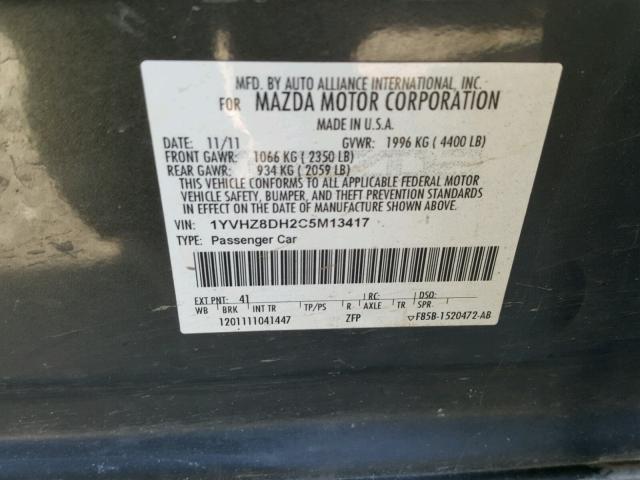 MFD. BY AUTO ALLIANCE INTERNATIONAL, INC.
FOR MAZDA MOTOR CORPORATION
MADE IN U.S.A.
DATE: 11/11 GVWR: 1996 KG ( 4400 LB)
FRONT GAWR: 1066 KG ( 2350 LB)
REAR GAWR: 934 KG ( 2059 LB)
THIS VEHICLE CONFORMS TO ALL APPLICABLE FEDERAL MOTOR
VEHICLE SAFETY, BUMPER, AND THEFT PREVENTION STANDARDS
IN EFFECT ON THE DATE OF MANUFACTURE SHOWN ABOVE.
VIN: 1YVHZ8DH2C5M13417
TYPE: Passenger Car
EXT PNT: 41 RC: DSO:
WB BRK INT TR TP/PS R AXLE TR SPR
1201111041447 ZFP ▽F85B-1520472-AB